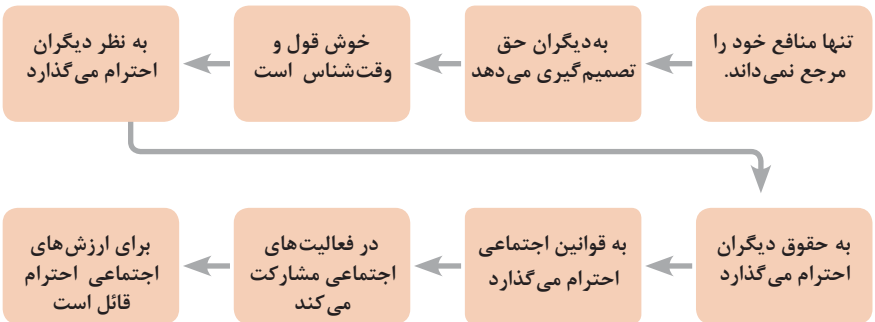 تنها منافع خود را
مرجع نمی‌داند.
به‌دیگران حق
تصمیم‌گیری می‌دهد
خوش قول و
وقت‌شناس است
به نظر دیگران
احترام می‌گذارد
به حقوق دیگران
احترام می‌گذارد
به قوانین اجتماعی
احترام می‌گذارد
در فعالیت‌های
اجتماعی مشارکت
می‌کند
برای ارزش‌های
اجتماعی احترام
قائل است